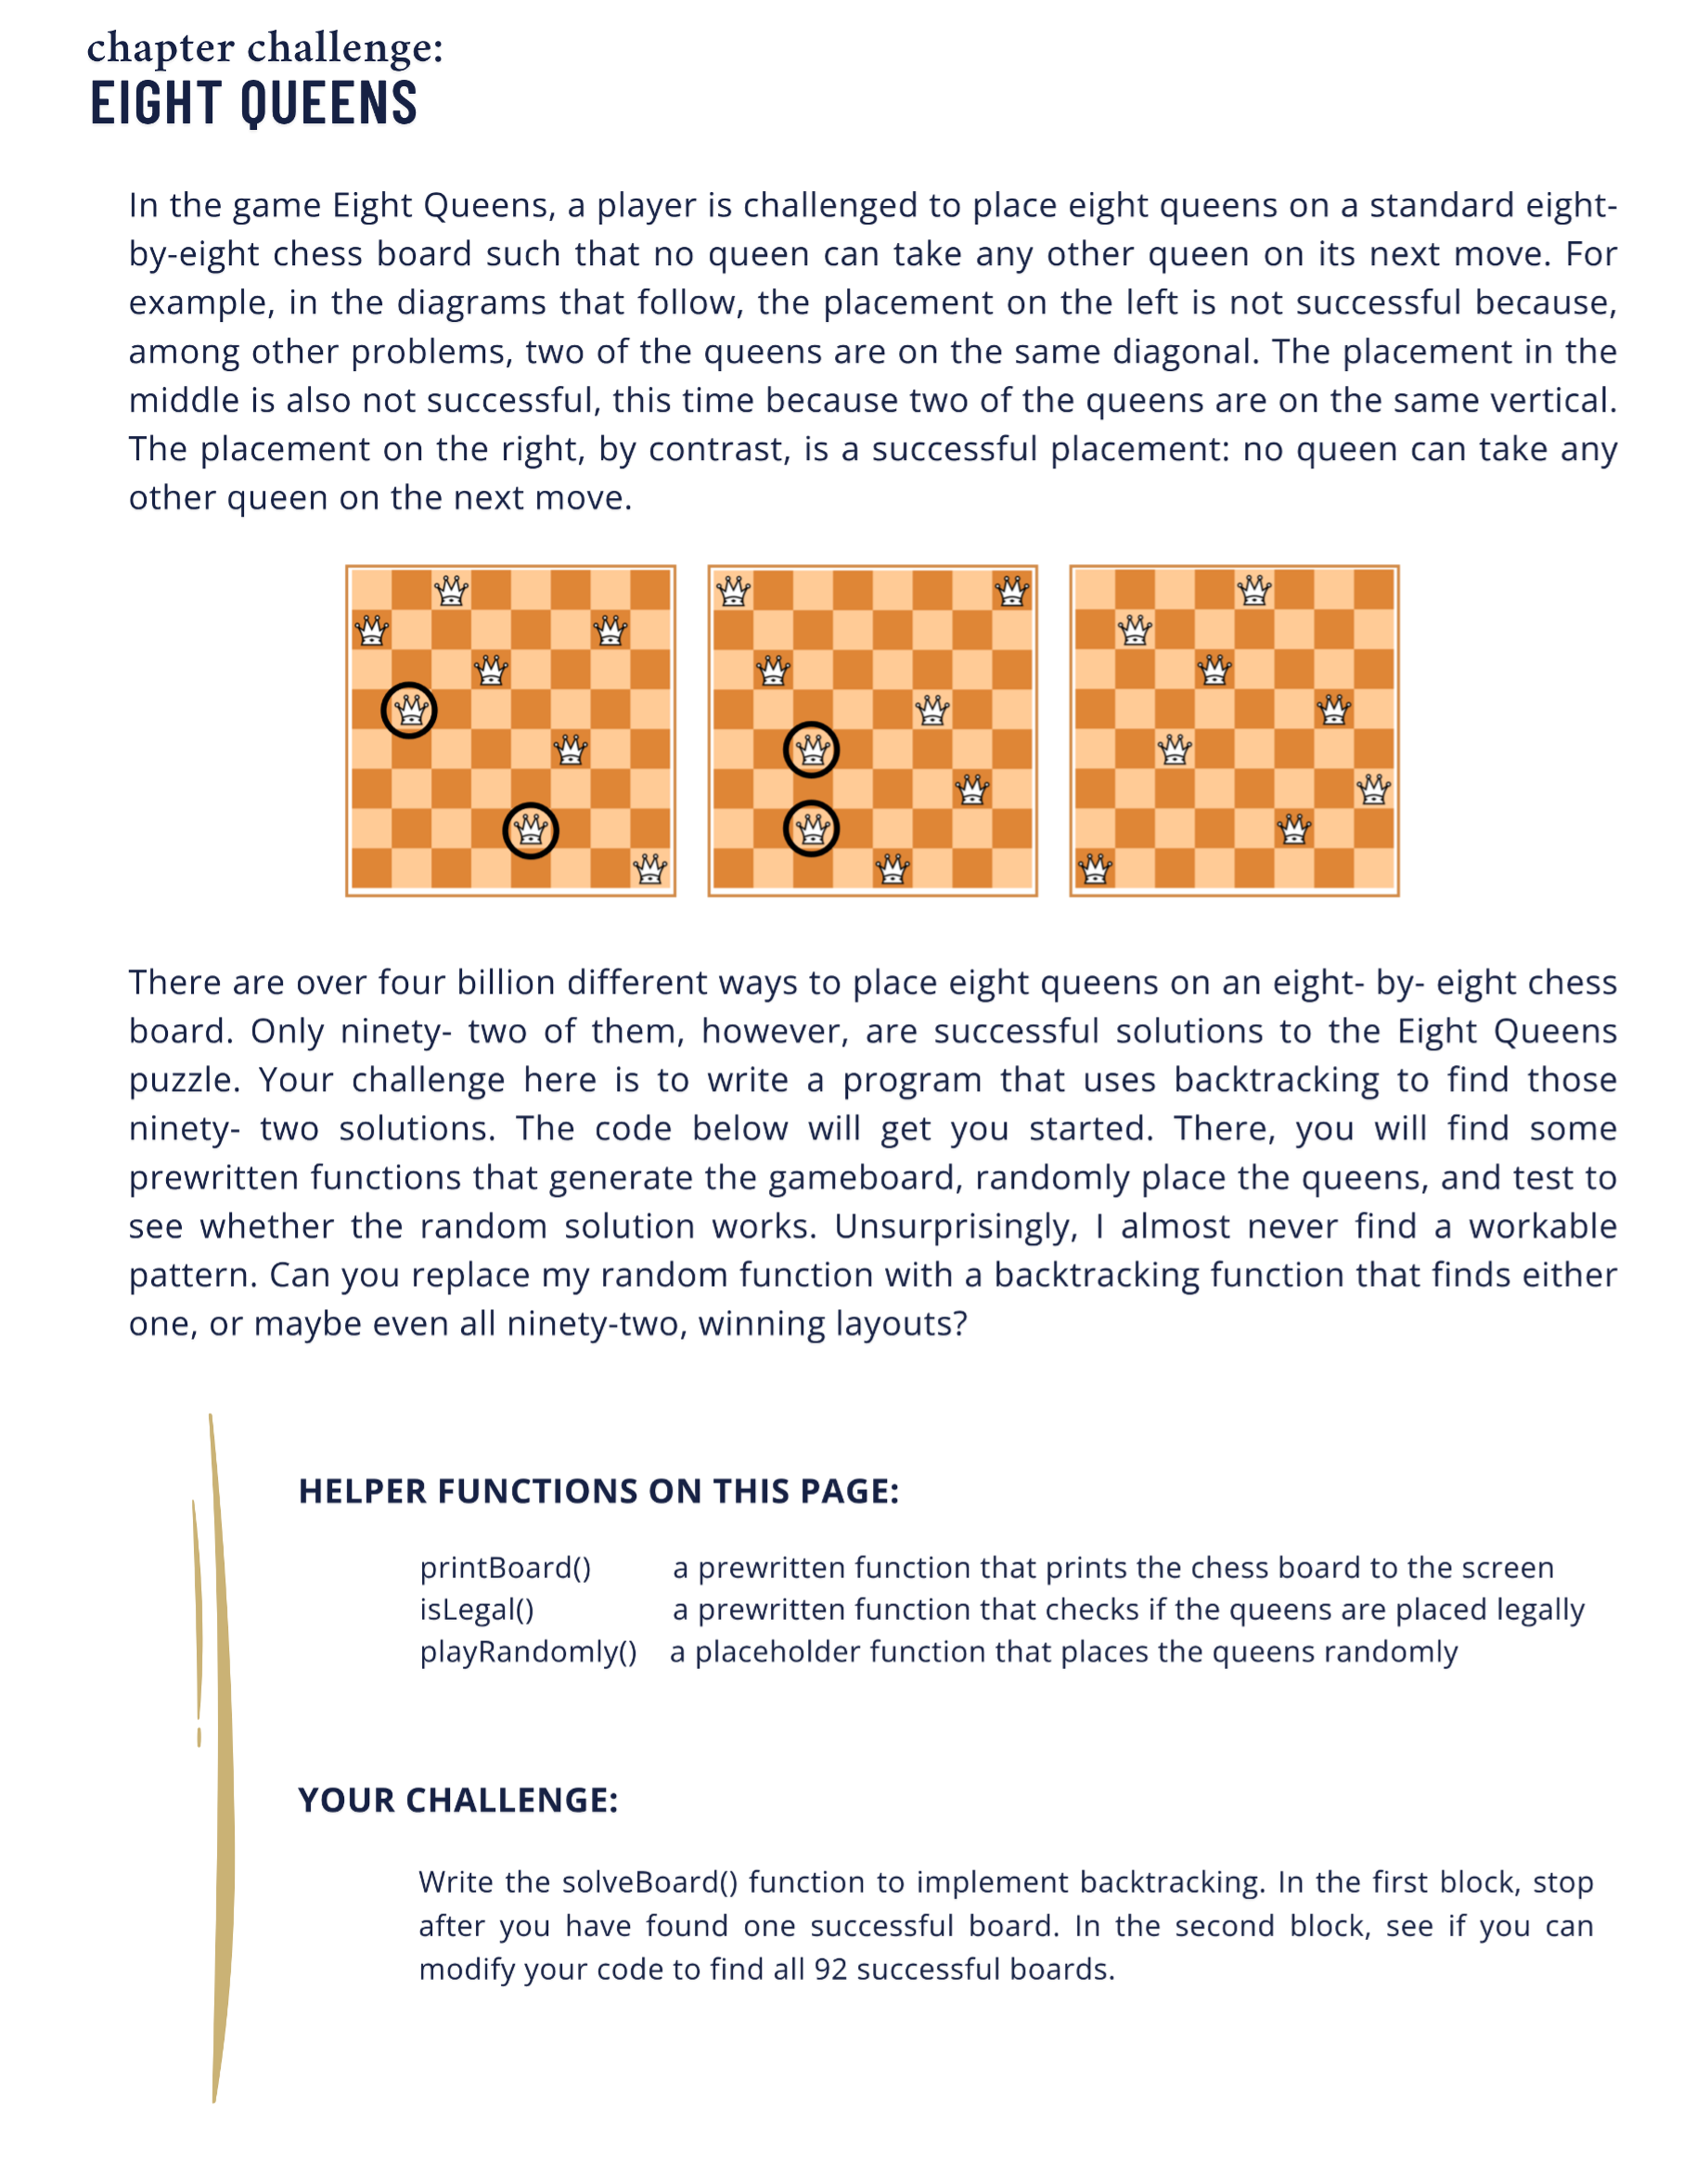 chapter challenge:
EIGHT QUEENS
In the game Eight Queens, a player is challenged to place eight queens on a standard eight-
by-eight chess board such that no queen can take any other queen on its next move. For
example, in the diagrams that follow, the placement on the left is not successful because,
among other problems, two of the queens are on the same diagonal. The placement in the
middle is also not successful, this time because two of the queens are on the same vertical.
The placement on the right, by contrast, is a successful placement: no queen can take any
other queen on the next move.
There are over four billion different ways to place eight queens on an eight- by- eight chess
board. Only ninety- two of them, however, are successful solutions to the Eight Queens
puzzle. Your challenge here is to write a program that uses backtracking to find those
ninety- two solutions. The code below will get you started. There, you will find some
prewritten functions that generate the gameboard, randomly place the queens, and test to
see whether the random solution works. Unsurprisingly, I almost never find a workable
pattern. Can you replace my random function with a backtracking function that finds either
one, or maybe even all ninety-two, winning layouts?
HELPER FUNCTIONS ON THIS PAGE:
printBoard() a prewritten function that prints the chess board to the screen
isLegal() a prewritten function that checks if the queens are placed legally
playRandomly() a placeholder function that places the queens randomly
YOUR CHALLENGE:
Write the solveBoard() function to implement backtracking. In the first block, stop
after you have found one successful board. In the second block, see if you can
modify your code to find all 92 successful boards.